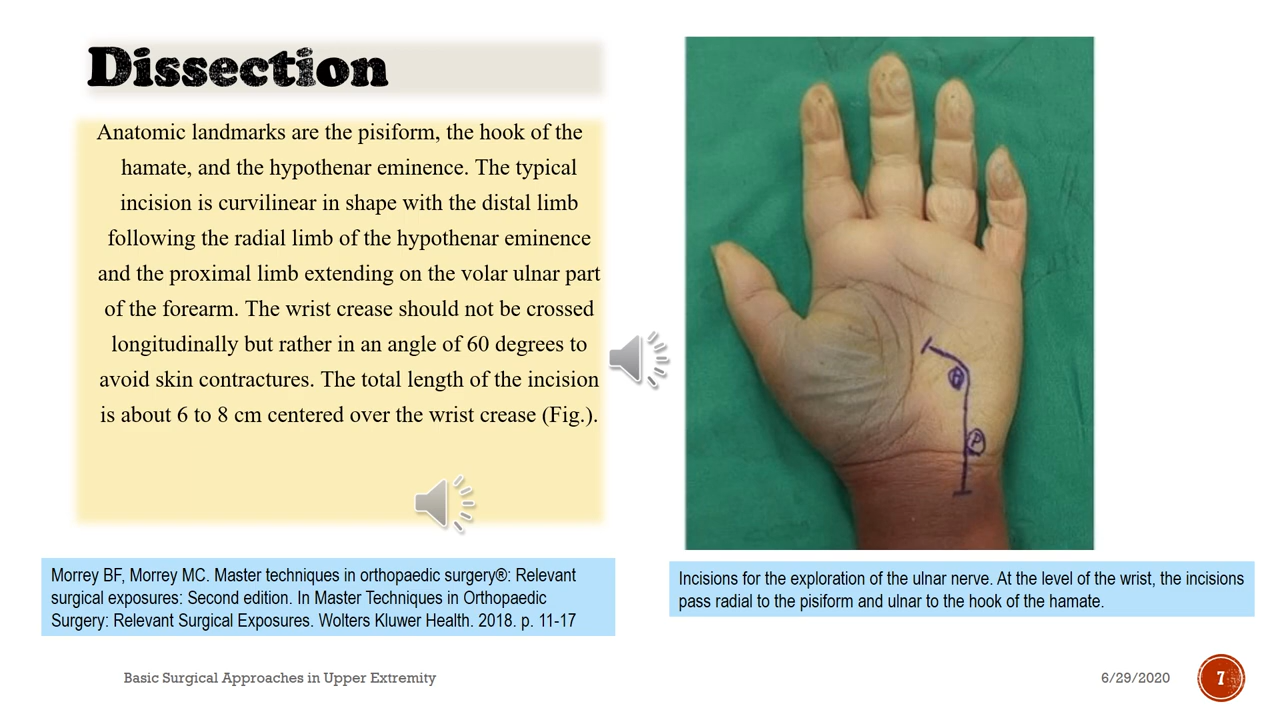 Dissection
Anatomic landmarks are the pisiform, the hook of the
hamate, and the hypothenar eminence. The typical
incision is curvilinear in shape with the distal limb
following the radial limb of the hypothenar eminence
and the proximal limb extending on the volar ulnar part
of the forearm. The wrist crease should not be crossed
longitudinally but rather in an angle of 60 degrees to
avoid skin contractures. The total length of the incision
is about 6 to 8 cm centered over the wrist crease (Fig.).
Morrey BF, Morrey MC. Master techniques in orthopaedic surgery®: Relevant
surgical exposures: Second edition. In Master Techniques in Orthopaedic
Surgery: Relevant Surgical Exposures. Wolters Kluwer Health. 2018. p. 11-17
H
P
Incisions for the exploration of the ulnar nerve. At the level of the wrist, the incisions
pass radial to the pisiform and ulnar to the hook of the hamate.
Basic Surgical Approaches in Upper Extremity
6/29/2020
7